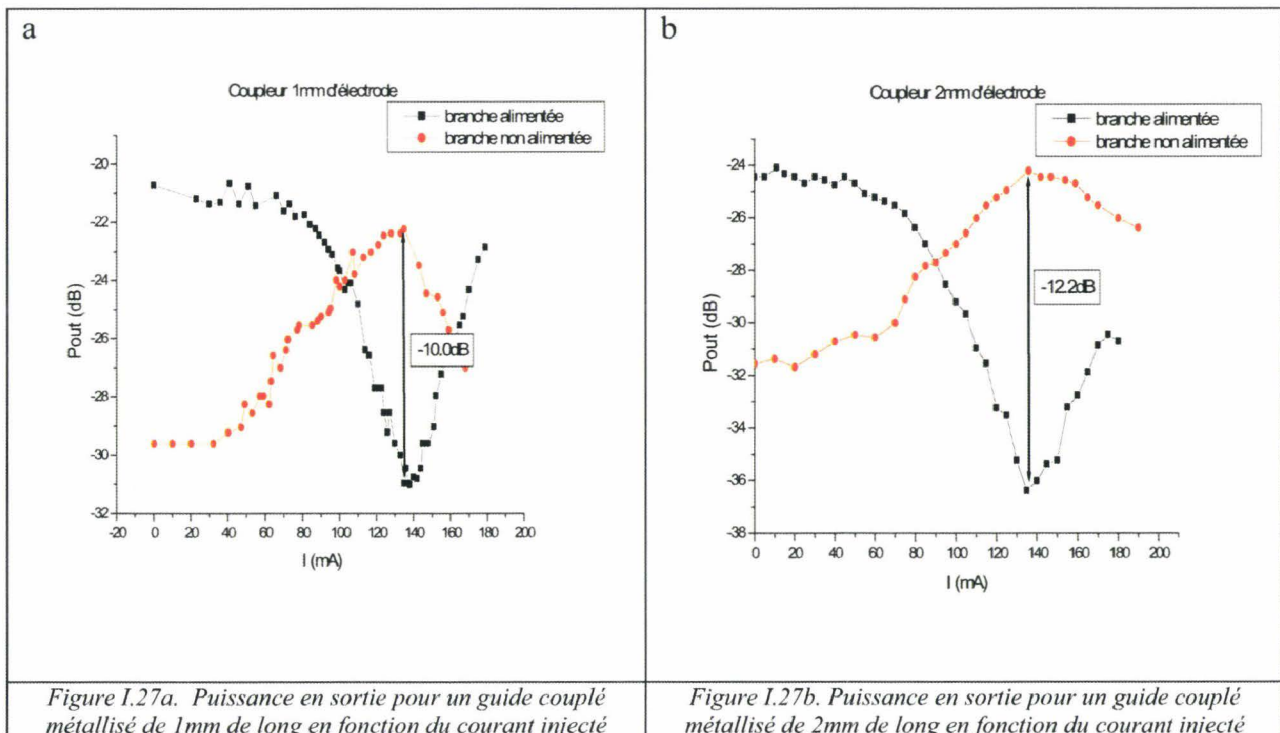 a
Coupleur 1mm d'électrode
branche alimentée
branche non alimentée
-20
-22
-24
-26
-28
-30
-32
Pout (dB)
-10.0dB
-20 0 20 40 60 80 100 120 140 160 180 200
I (mA)
Figure I.27a. Puissance en sortie pour un guide couplé
métallisé de 1mm de long en fonction du courant injecté
b
Coupleur 2mm d'électrode
branche alimentée
branche non alimentée
-24
-26
-28
-30
-32
-34
-36
-38
Pout (dB)
-12.2dB
0 20 40 60 80 100 120 140 160 180 200
I (mA)
Figure I.27b. Puissance en sortie pour un guide couplé
métallisé de 2mm de long en fonction du courant injecté